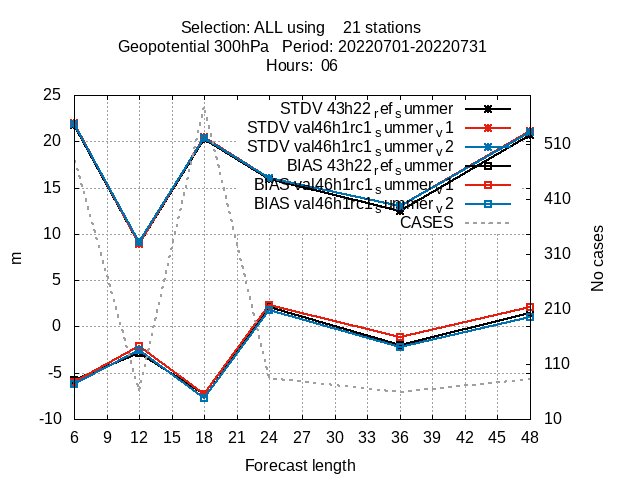 Selection: ALL using 21 stations
Geopotential 300hPa Period: 20220701-20220731
Hours: 06
STDV 43h22_ref_summer
STDV val46h1rc1_summer_v1
STDV val46h1rc1_summer_v2
BIAS 43h22_ref_summer
BIAS val46h1rc1_summer_v1
BIAS val46h1rc1_summer_v2
CASES
25
20
15
10
5
0
-5
-10
m
510
410
310
210
110
10
No cases
6 9 12 15 18 21 24 27 30 33 36 39 42 45 48
Forecast length